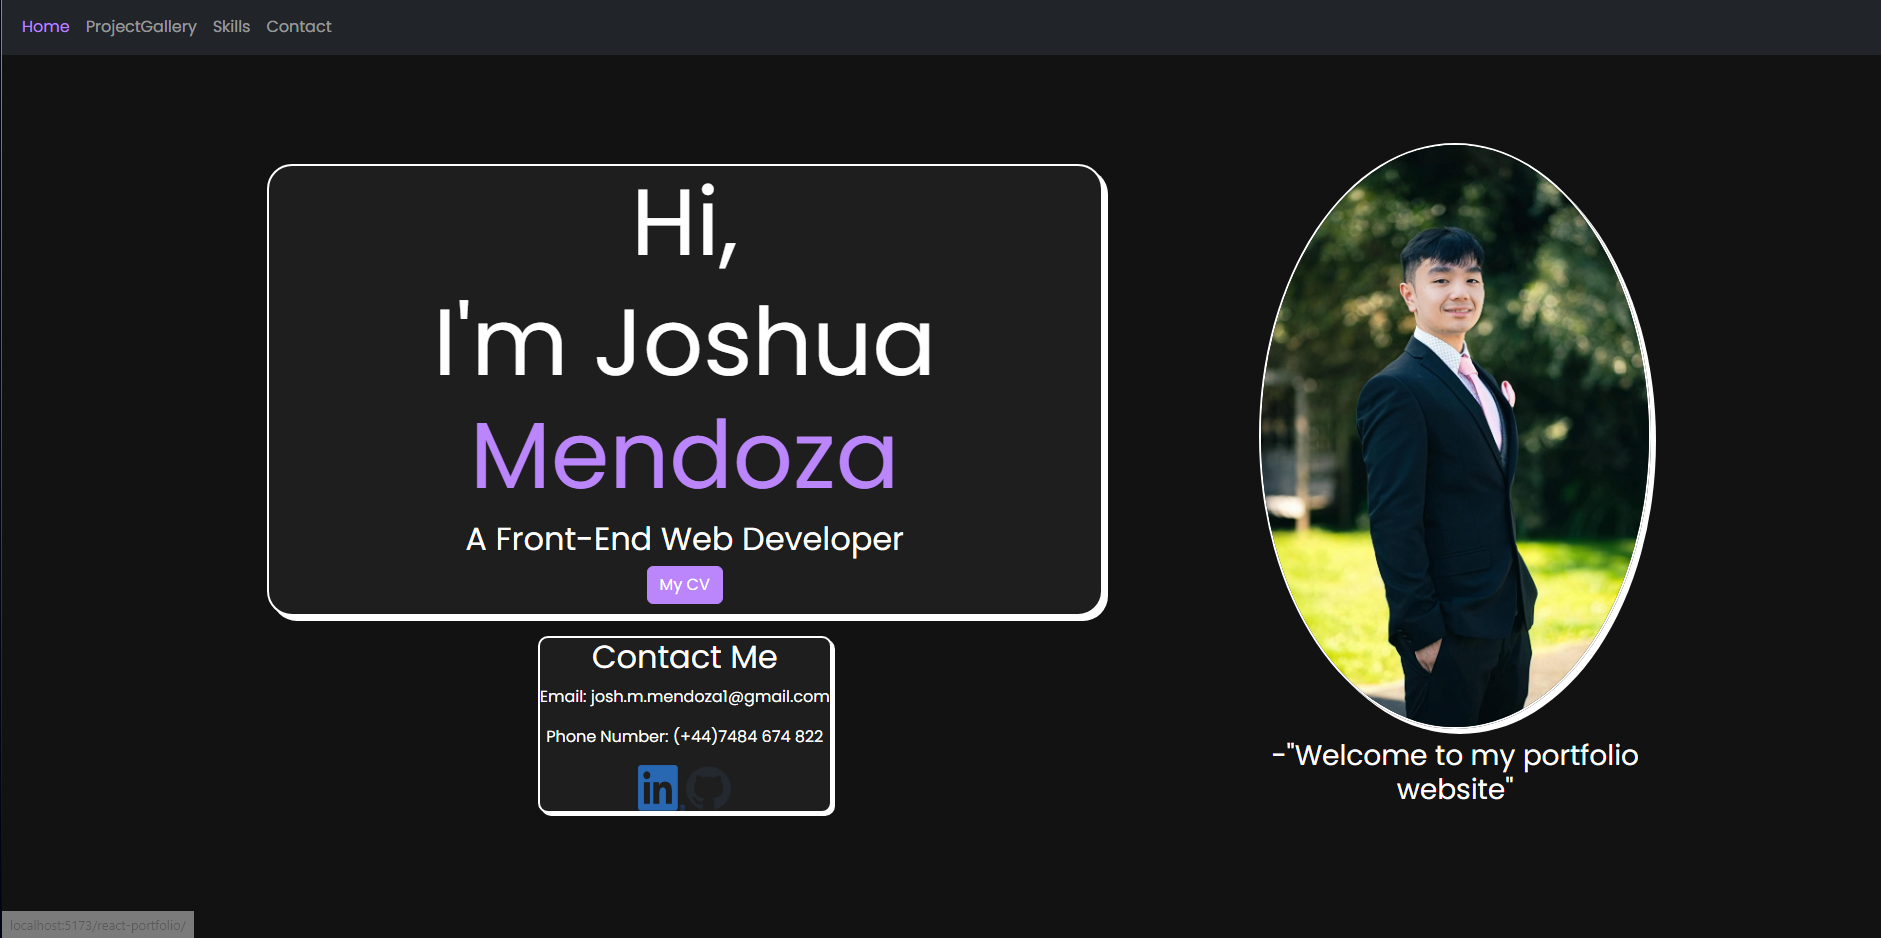 Home ProjectGallery Skills Contact
Hi,
I'm Joshua
Mendoza
A Front-End Web Developer
My CV
Contact Me
Email: josh.m.mendoza1@gmail.com
Phone Number: (+44)7484 674 822
in
-"Welcome to my portfolio
website"
localhost:5173/react-portfolio/